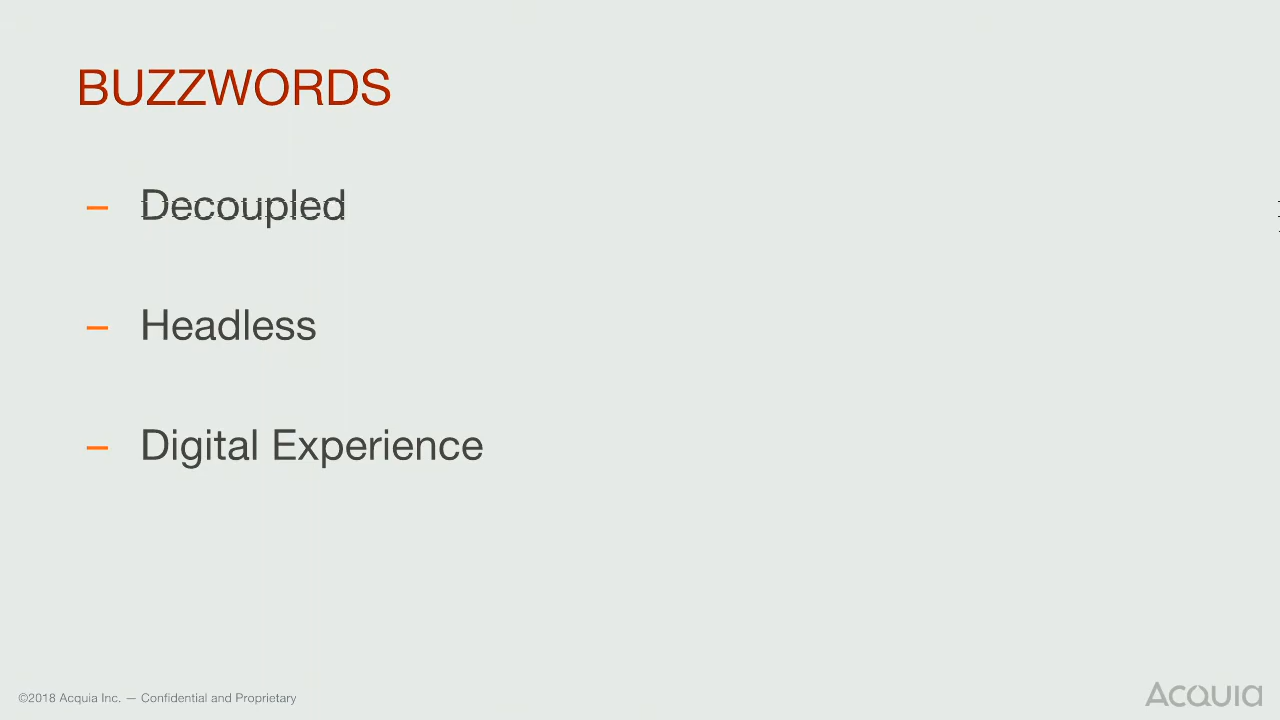 BUZZWORDS
– Decoupled
– Headless
– Digital Experience
©2018 Acquia Inc. — Confidential and Proprietary
Acquia